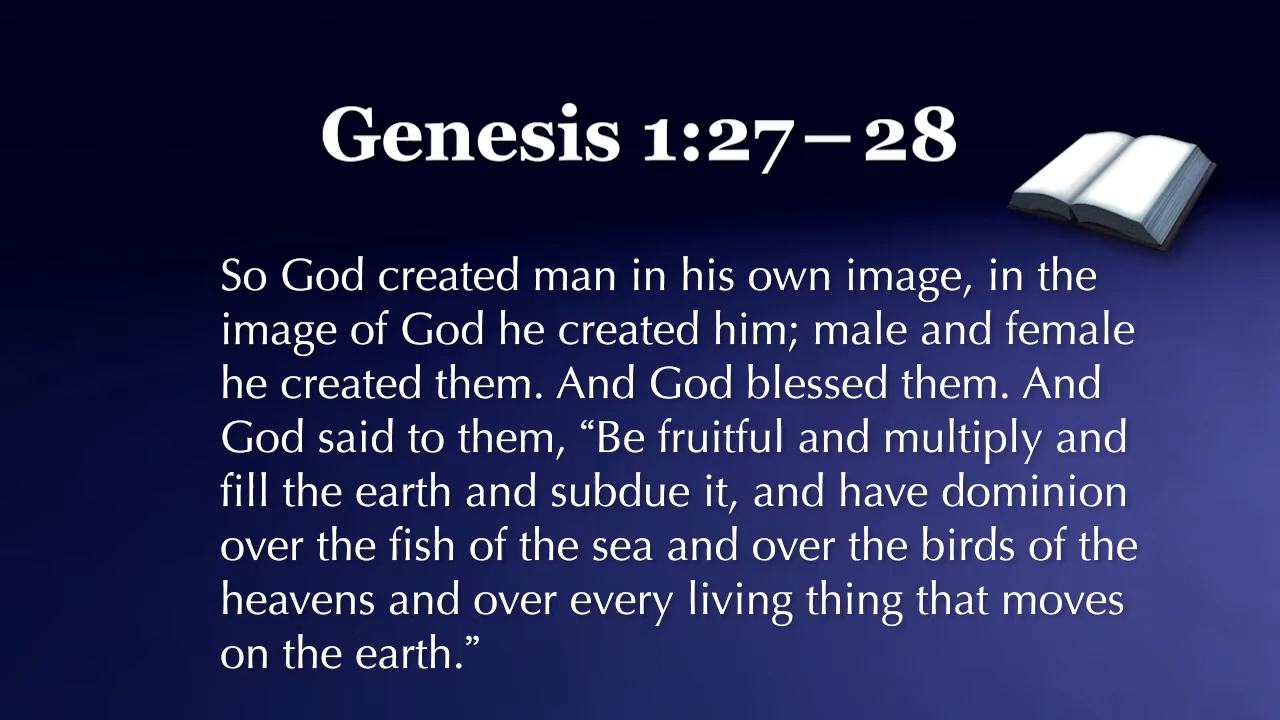 Genesis 1:27–28
So God created man in his own image, in the
image of God he created him; male and female
he created them. And God blessed them. And
God said to them, “Be fruitful and multiply and
fill the earth and subdue it, and have dominion
over the fish of the sea and over the birds of the
heavens and over every living thing that moves
on the earth.”